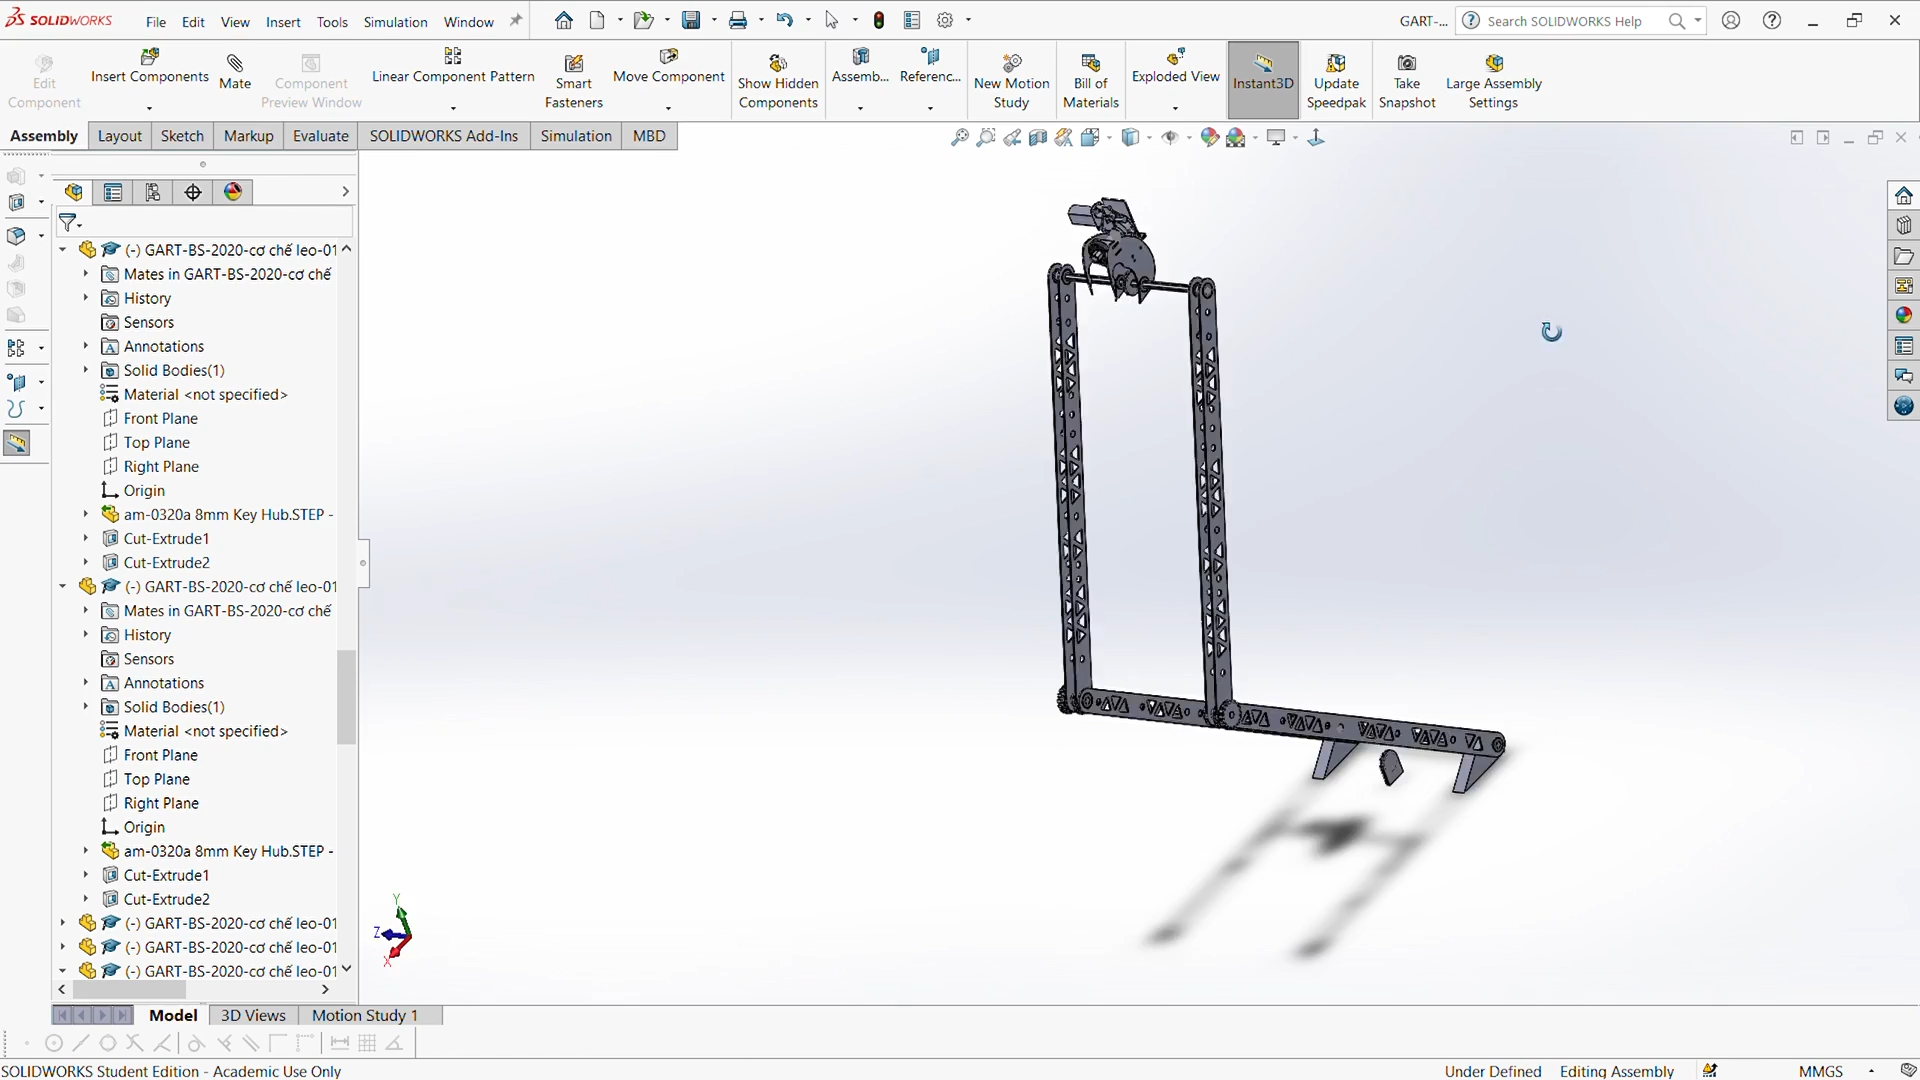 SOLIDWORKS File Edit View Insert Tools Simulation Window GART-... Search SOLIDWORKS Help
Edit Component
Insert Components
Mate
Component Preview Window
Linear Component Pattern
Smart Fasteners
Move Component
Show Hidden Components
Assemb...
Referenc...
New Motion Study
Bill of Materials
Exploded View
Instant3D
Update Speedpak
Take Snapshot
Large Assembly Settings
Assembly Layout Sketch Markup Evaluate SOLIDWORKS Add-Ins Simulation MBD
(-) GART-BS-2020-cơ chế leo-01
Mates in GART-BS-2020-cơ chế
History
Sensors
Annotations
Solid Bodies(1)
Material <not specified>
Front Plane
Top Plane
Right Plane
Origin
am-0320a 8mm Key Hub.STEP -
Cut-Extrude1
Cut-Extrude2
(-) GART-BS-2020-cơ chế leo-01
Mates in GART-BS-2020-cơ chế
History
Sensors
Annotations
Solid Bodies(1)
Material <not specified>
Front Plane
Top Plane
Right Plane
Origin
am-0320a 8mm Key Hub.STEP -
Cut-Extrude1
Cut-Extrude2
(-) GART-BS-2020-cơ chế leo-01
(-) GART-BS-2020-cơ chế leo-01
(-) GART-BS-2020-cơ chế leo-01
Y
Z
X
Model 3D Views Motion Study 1
SOLIDWORKS Student Edition - Academic Use Only Under Defined Editing Assembly MMGS